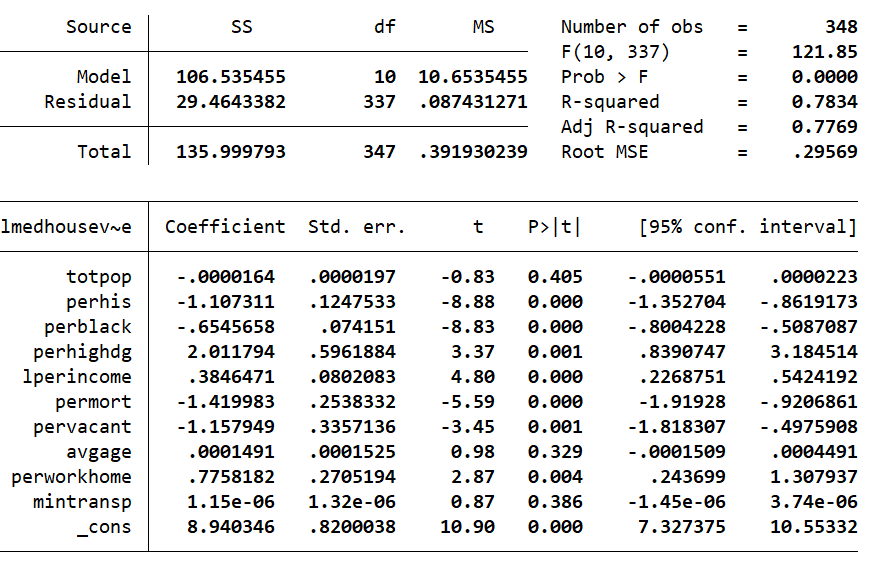 Source SS df MS Number of obs = 348
F(10, 337) = 121.85
Model 106.535455 10 10.6535455 Prob > F = 0.0000
Residual 29.4643382 337 .087431271 R-squared = 0.7834
Adj R-squared = 0.7769
Total 135.999793 347 .391930239 Root MSE = .29569
lmedhousev~e Coefficient Std. err. t P>|t| [95% conf. interval]
totpop -.0000164 .0000197 -0.83 0.405 -.0000551 .0000223
perhis -1.107311 .1247533 -8.88 0.000 -1.352704 -.8619173
perblack -.6545658 .074151 -8.83 0.000 -.8004228 -.5087087
perhighdg 2.011794 .5961884 3.37 0.001 .8390747 3.184514
lperincome .3846471 .0802083 4.80 0.000 .2268751 .5424192
permort -1.419983 .2538332 -5.59 0.000 -1.91928 -.9206861
pervacant -1.157949 .3357136 -3.45 0.001 -1.818307 -.4975908
avgage .0001491 .0001525 0.98 0.329 -.0001509 .0004491
perworkhome .7758182 .2705194 2.87 0.004 .243699 1.307937
mintransp 1.15e-06 1.32e-06 0.87 0.386 -1.45e-06 3.74e-06
_cons 8.940346 .8200038 10.90 0.000 7.327375 10.55332